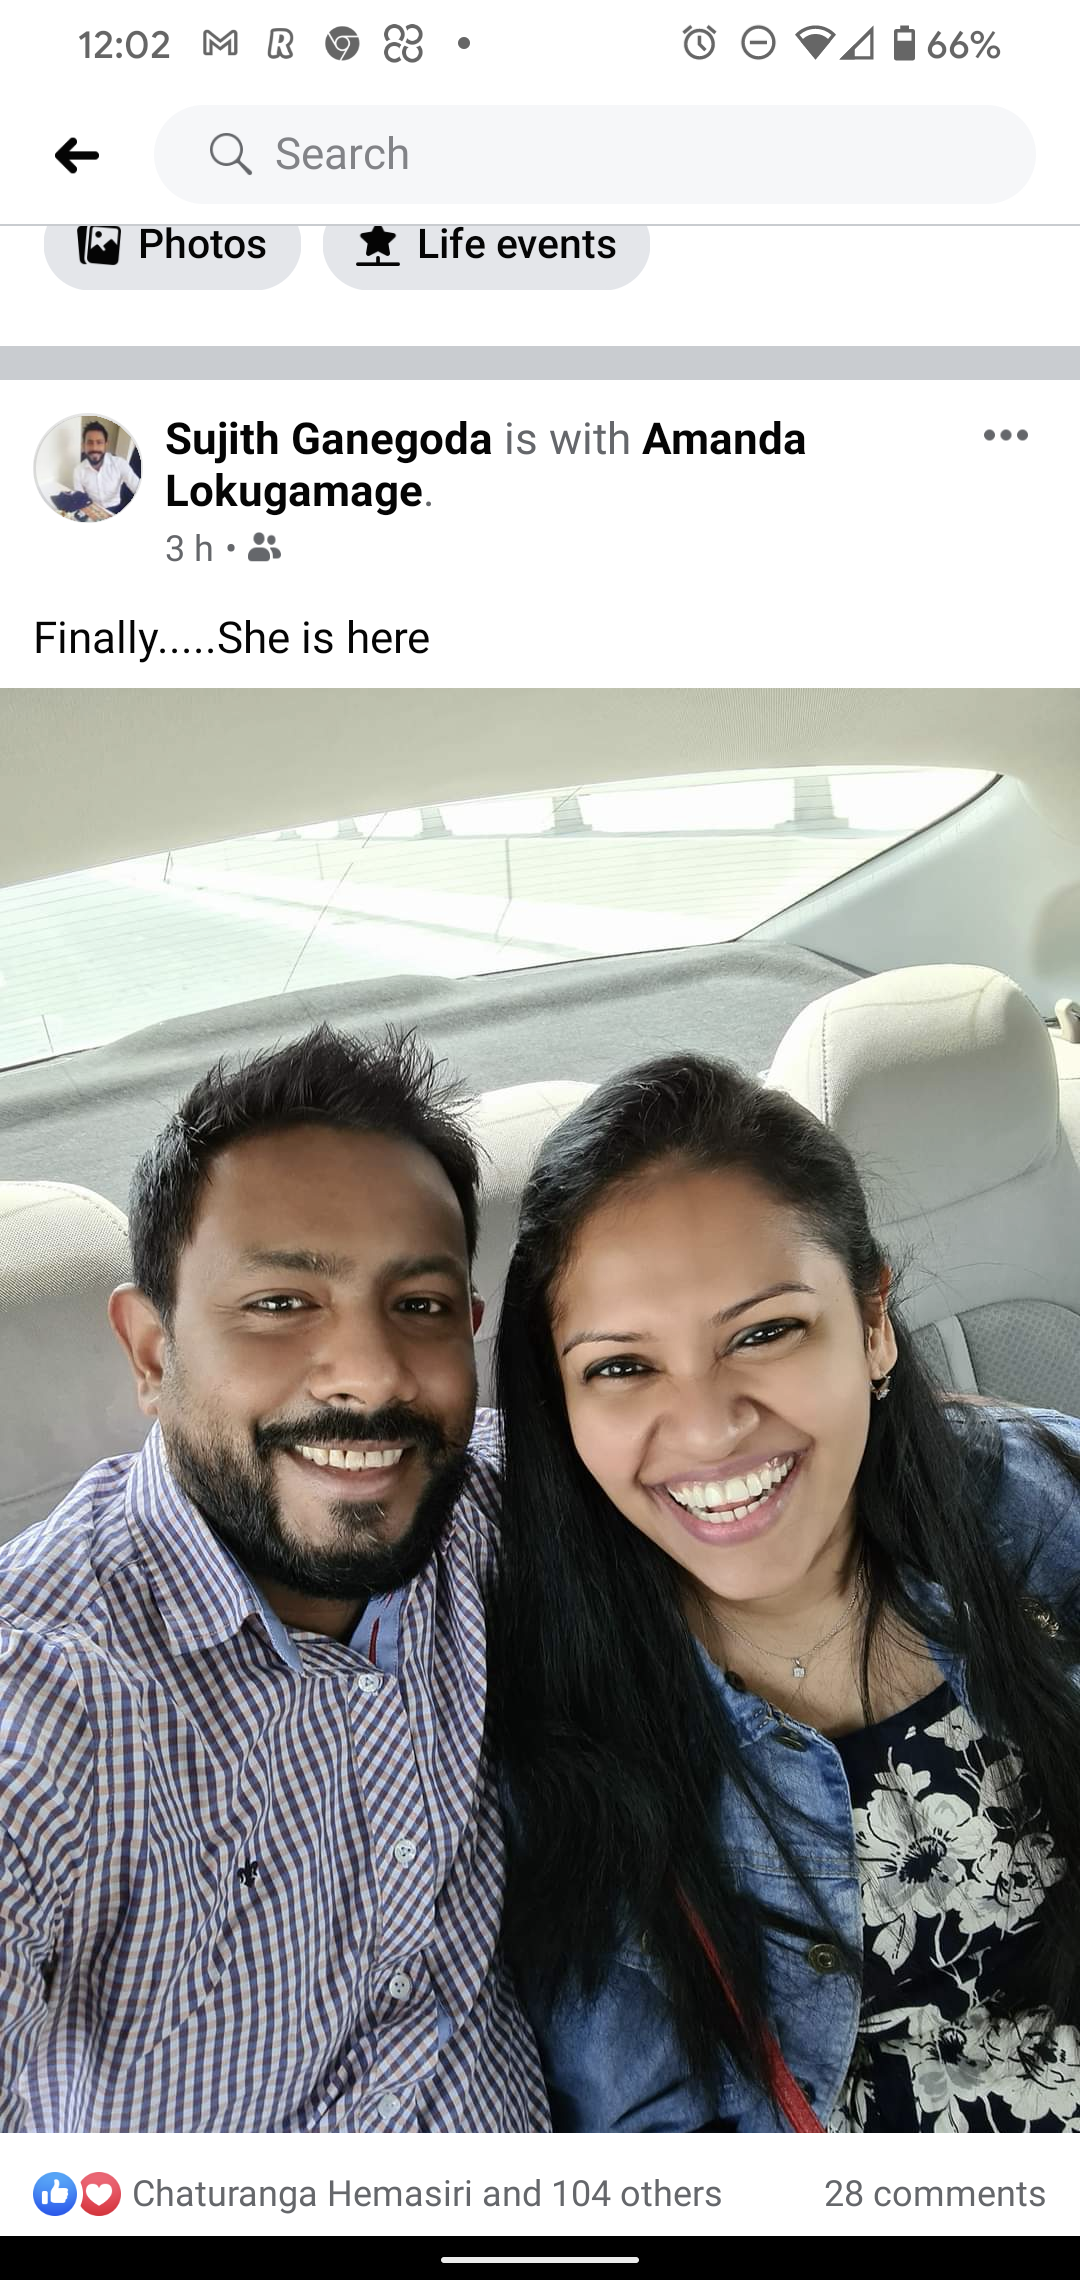 12:02 66%
Search
Photos Life events
Sujith Ganegoda is with Amanda
Lokugamage.
3 h •
Finally.....She is here
Chaturanga Hemasiri and 104 others 28 comments